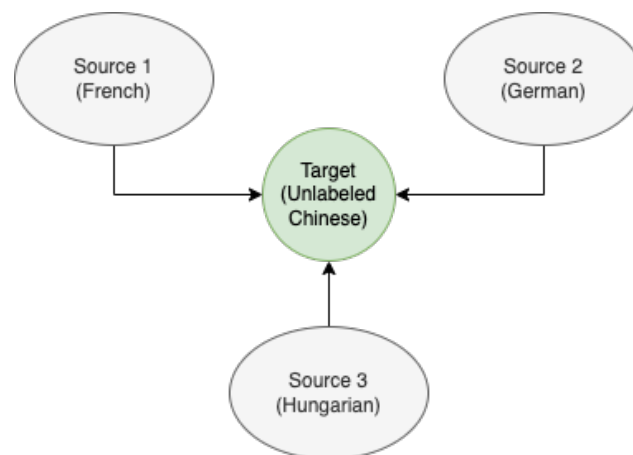 Source 1
(French)
Source 2
(German)
Target
(Unlabeled
Chinese)
Source 3
(Hungarian)